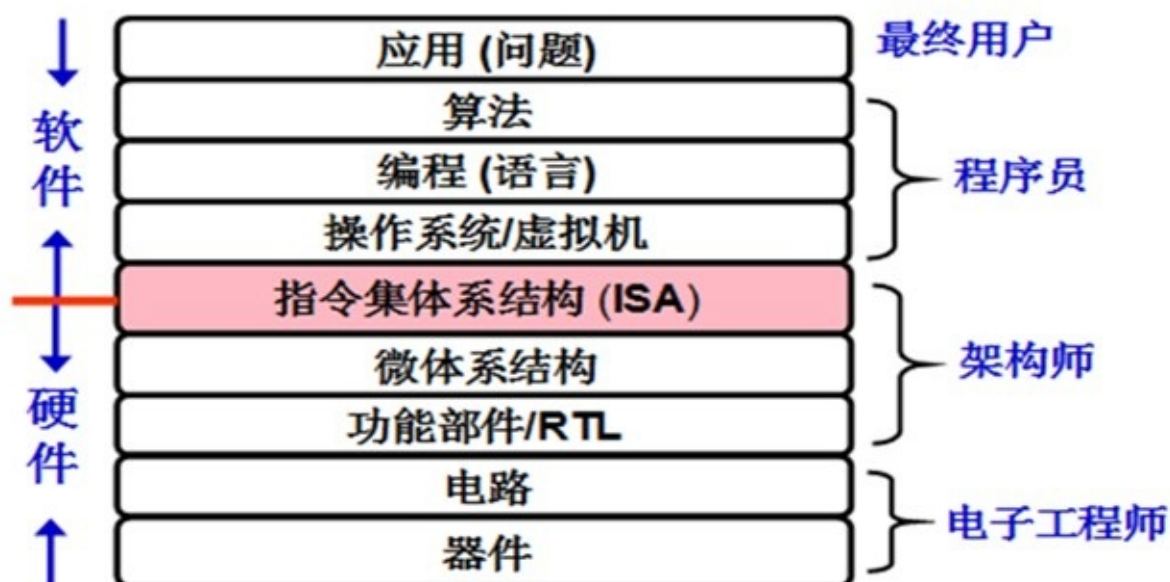 应用 (问题)
最终用户
算法
编程 (语言)
操作系统/虚拟机
程序员
软件
指令集体系结构 (ISA)
微体系结构
功能部件/RTL
架构师
硬件
电路
器件
电子工程师